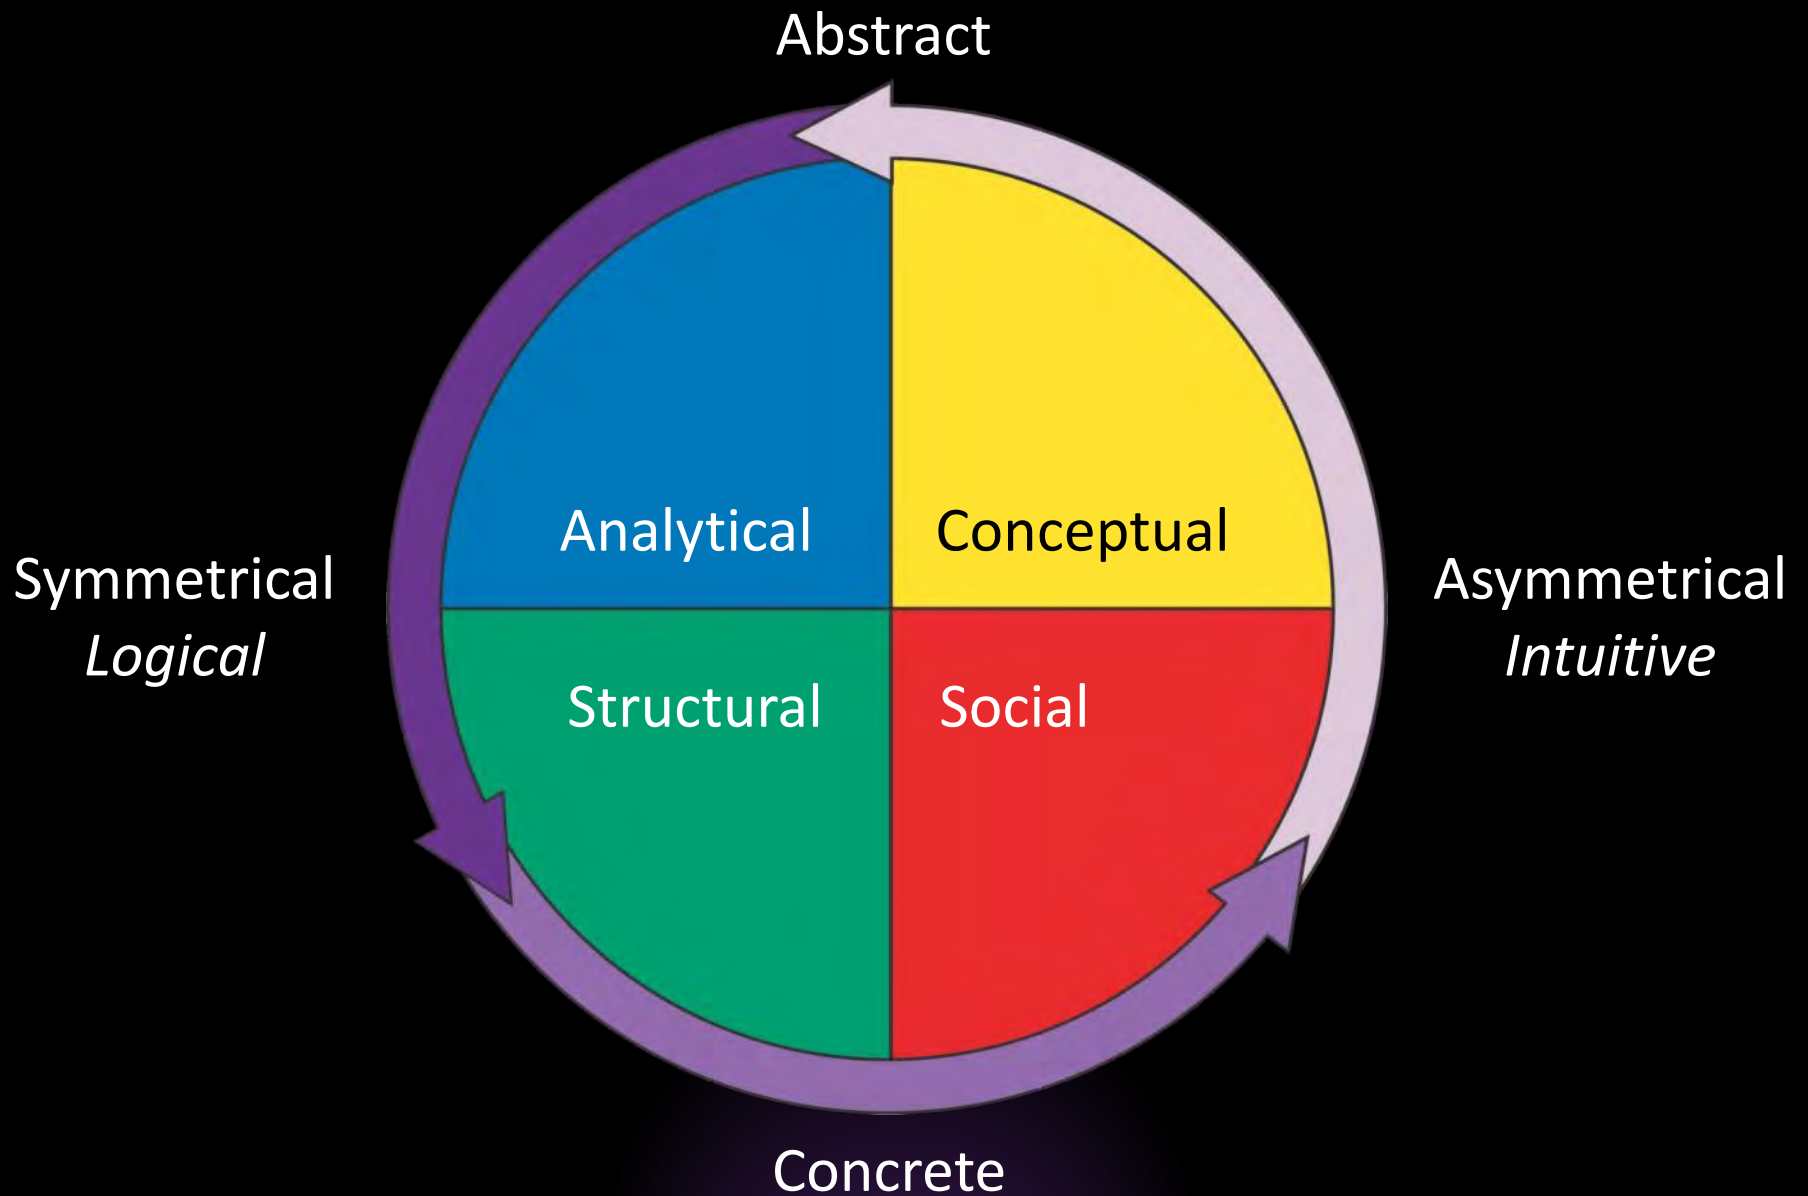 Abstract
Analytical
Conceptual
Symmetrical
Logical
Asymmetrical
Intuitive
Structural
Social
Concrete